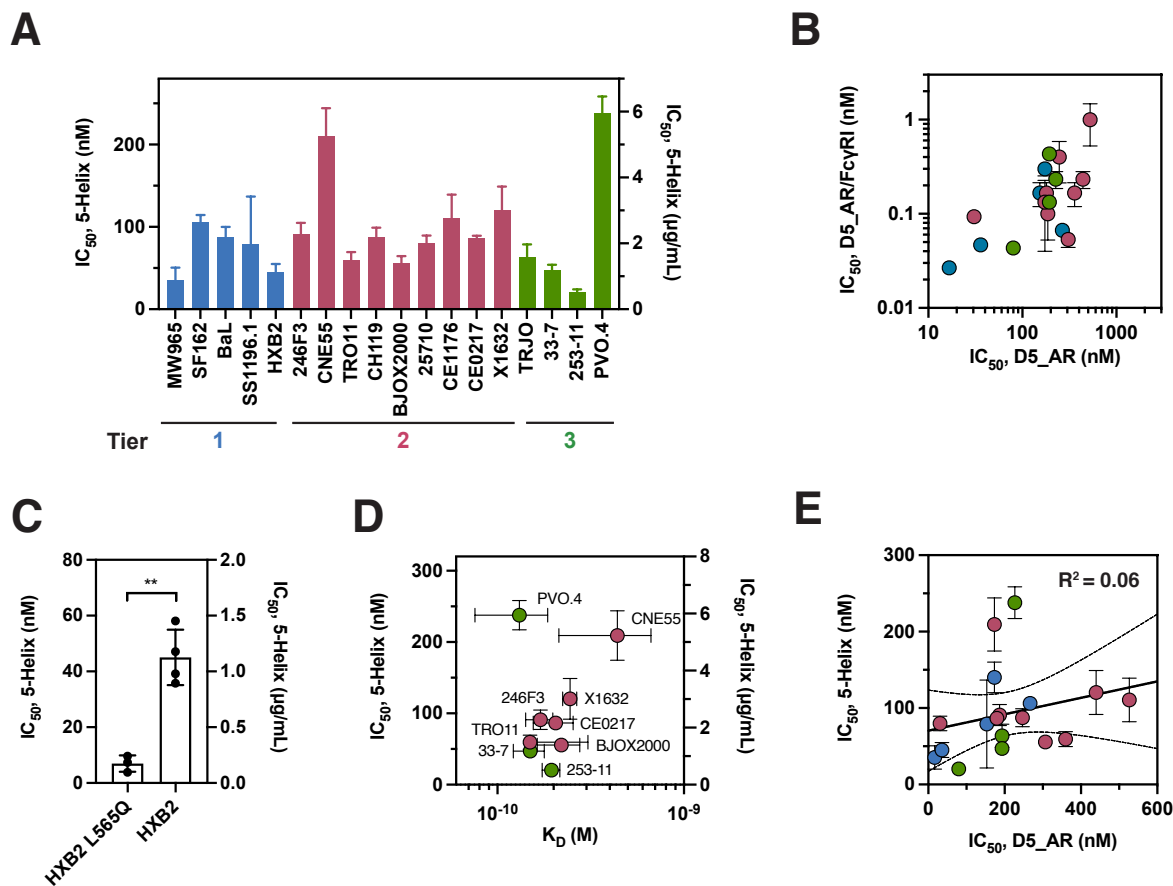 A
IC50, 5-Helix (nM)
200
100
0
IC50, 5-Helix (µg/mL)
6
4
2
0
MW965
SF162
BaL
SS1196.1
HXB2
246F3
CNE55
TRO11
CH119
BJOX2000
25710
CE1176
CE0217
X1632
TRJO
33-7
253-11
PVO.4
Tier 1 2 3
B
IC50, D5_AR/FcγRI (nM)
1
0.1
0.01
10 100 1000
IC50, D5_AR (nM)
C
IC50, 5-Helix (nM)
80
60
40
20
0
**
IC50, 5-Helix (µg/mL)
2.0
1.5
1.0
0.5
0.0
HXB2 L565Q
HXB2
D
IC50, 5-Helix (nM)
300
200
100
0
PVO.4
CNE55
246F3
X1632
TRO11
CE0217
33-7
BJOX2000
253-11
IC50, 5-Helix (µg/mL)
8
6
4
2
0
10-10 10-9
KD (M)
E
IC50, 5-Helix (nM)
300
200
100
0
R2 = 0.06
0 200 400 600
IC50, D5_AR (nM)